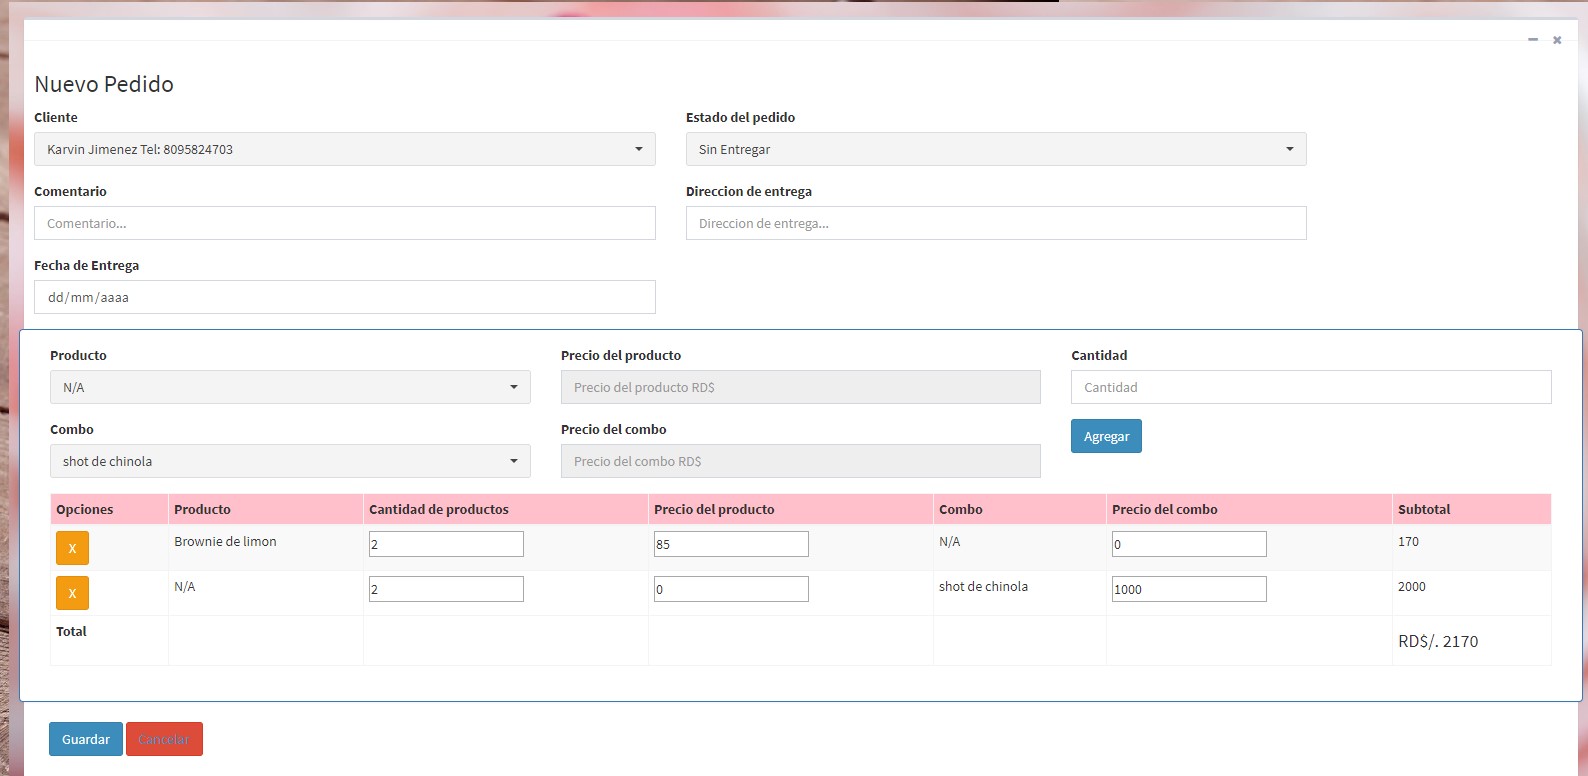 Nuevo Pedido
Cliente
Estado del pedido
Karvin Jimenez Tel: 8095824703
Sin Entregar
Comentario
Direccion de entrega
Comentario...
Direccion de entrega...
Fecha de Entrega
dd/mm/aaaa
Producto
Precio del producto
Cantidad
N/A
Precio del producto RD$
Cantidad
Combo
Precio del combo
Agregar
shot de chinola
Precio del combo RD$
Opciones Producto Cantidad de productos Precio del producto Combo Precio del combo Subtotal
X Brownie de limon 2 85 N/A 0 170
X N/A 2 0 shot de chinola 1000 2000
Total RD$/. 2170
Guardar Cancelar